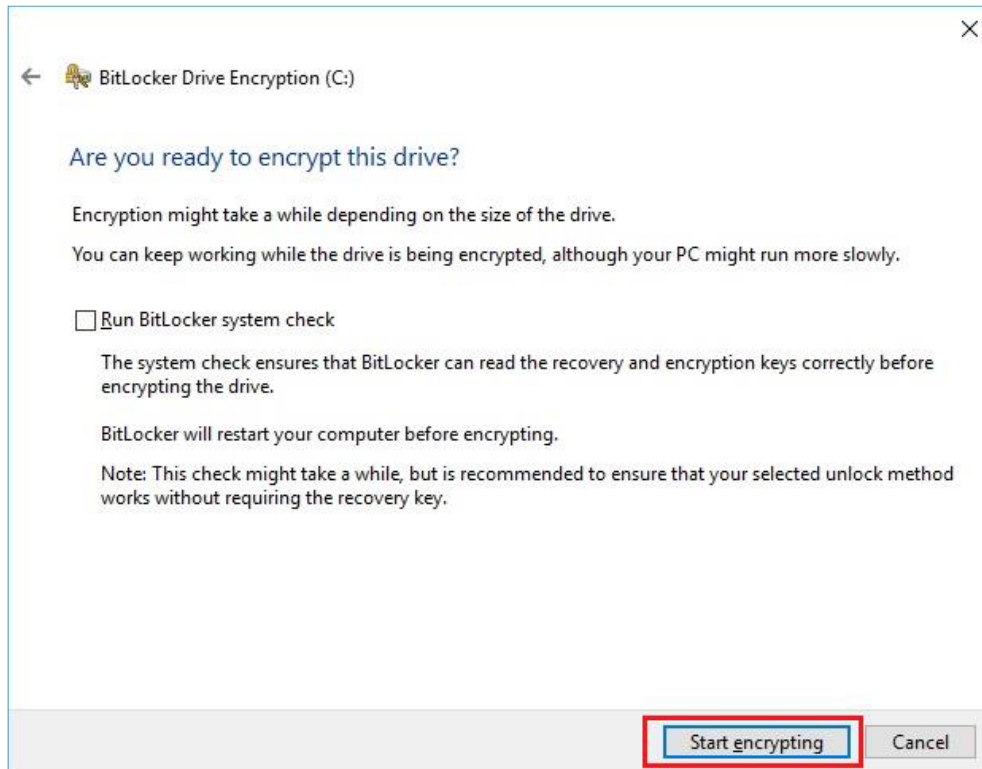 BitLocker Drive Encryption (C:)
Are you ready to encrypt this drive?
Encryption might take a while depending on the size of the drive.
You can keep working while the drive is being encrypted, although your PC might run more slowly.
Run BitLocker system check
The system check ensures that BitLocker can read the recovery and encryption keys correctly before
encrypting the drive.
BitLocker will restart your computer before encrypting.
Note: This check might take a while, but is recommended to ensure that your selected unlock method
works without requiring the recovery key.
Start encrypting
Cancel